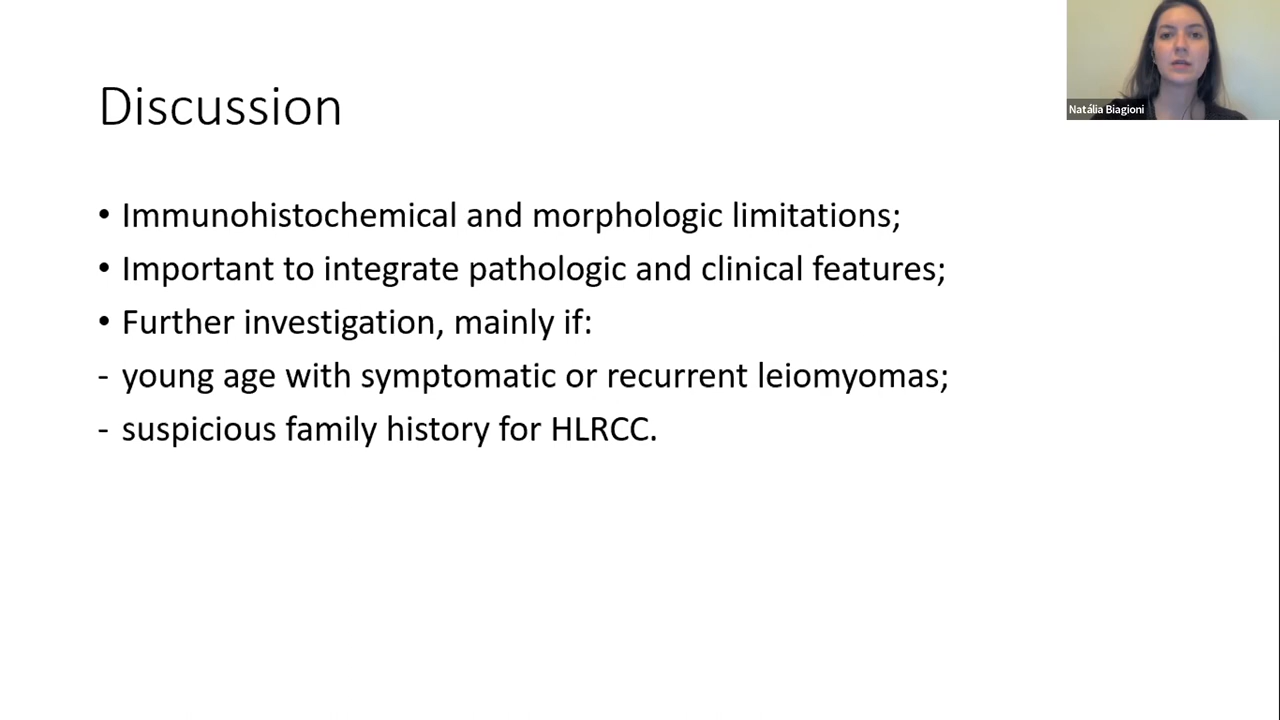 Natália Biagioni
Discussion
• Immunohistochemical and morphologic limitations;
• Important to integrate pathologic and clinical features;
• Further investigation, mainly if:
- young age with symptomatic or recurrent leiomyomas;
- suspicious family history for HLRCC.